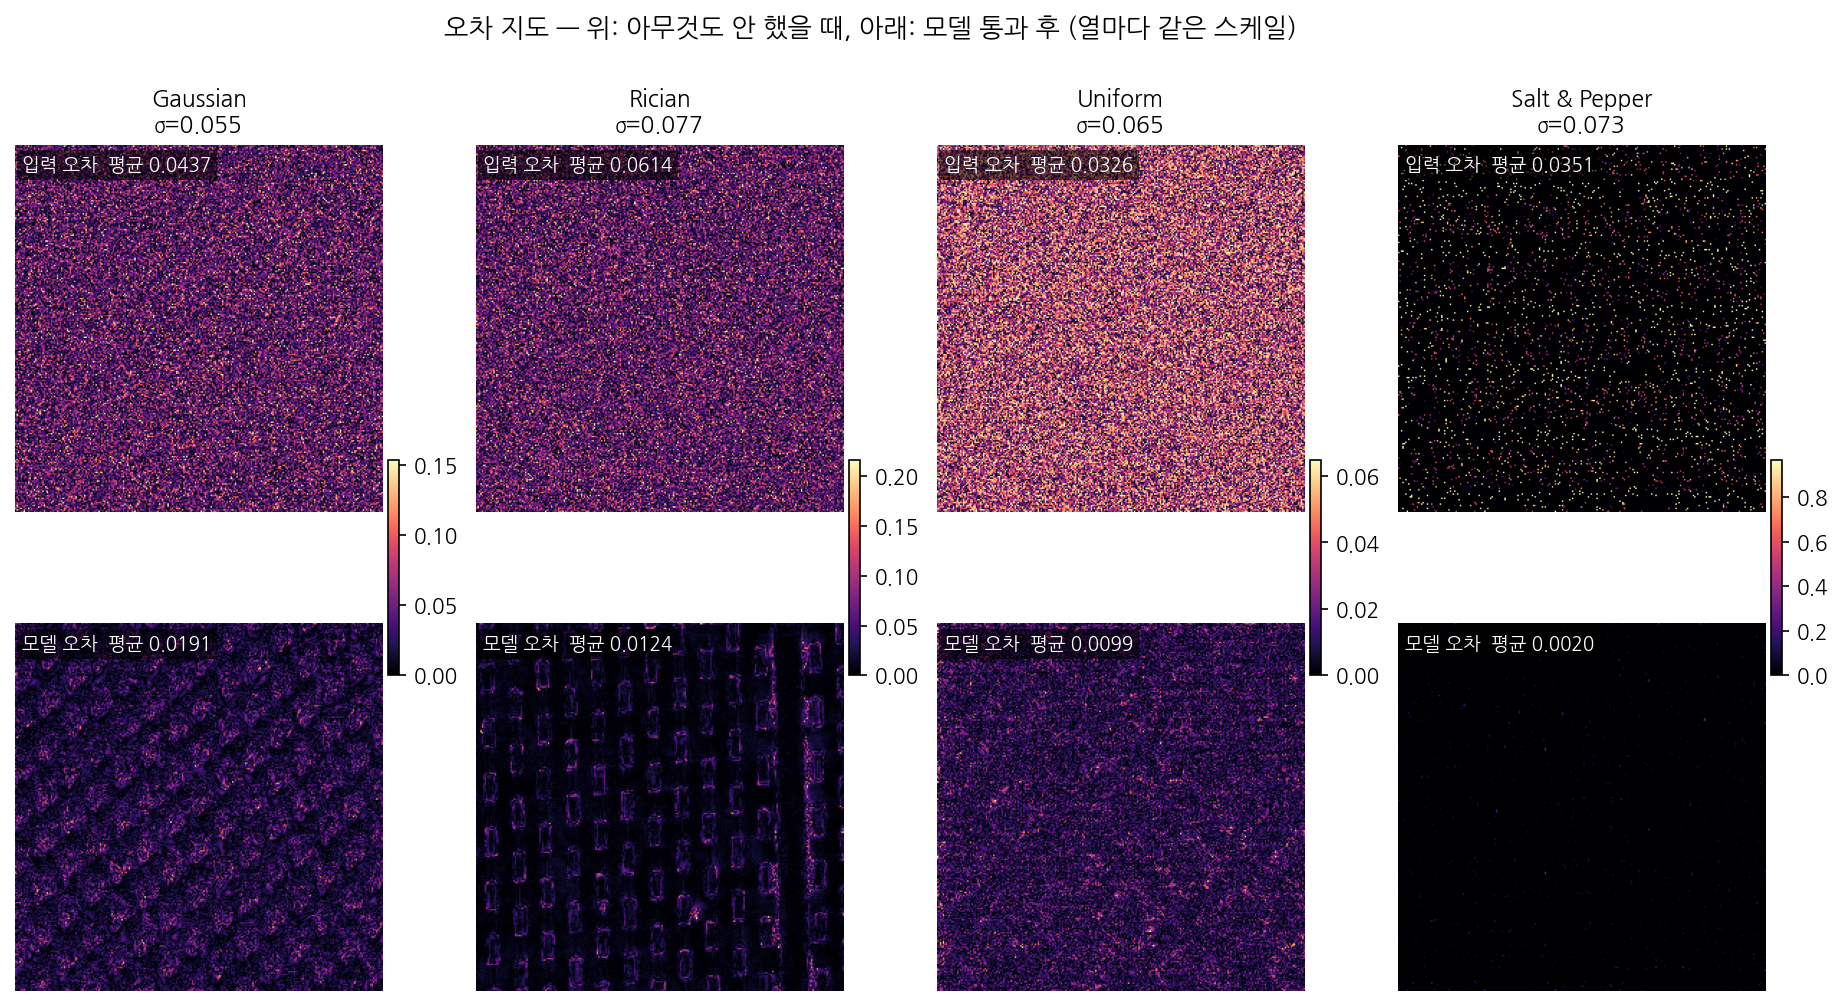 오차 지도 — 위: 아무것도 안 했을 때, 아래: 모델 통과 후 (열마다 같은 스케일)
Gaussian
σ=0.055
Rician
σ=0.077
Uniform
σ=0.065
Salt & Pepper
σ=0.073
입력 오차 평균 0.0437
입력 오차 평균 0.0614
입력 오차 평균 0.0326
입력 오차 평균 0.0351
0.15
0.10
0.05
0.00
0.20
0.15
0.10
0.05
0.00
0.06
0.04
0.02
0.00
0.8
0.6
0.4
0.2
0.0
모델 오차 평균 0.0191
모델 오차 평균 0.0124
모델 오차 평균 0.0099
모델 오차 평균 0.0020